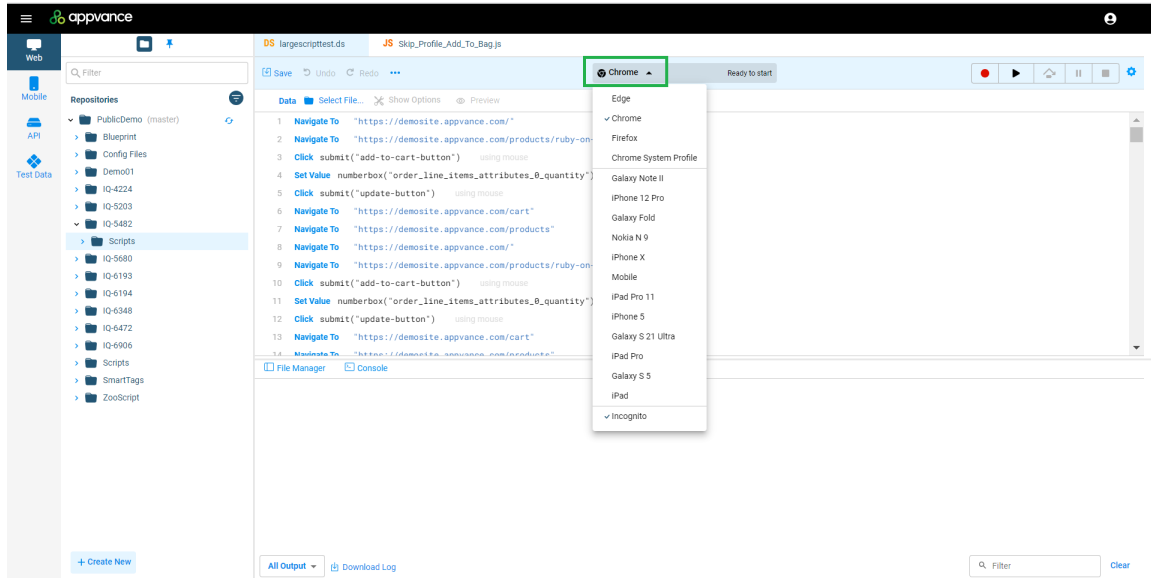 appvance
Web
Mobile
API
Test Data
Filter
Repositories
PublicDemo (master)
Blueprint
Config Files
Demo01
IQ-4224
IQ-5203
IQ-5482
Scripts
IQ-5680
IQ-6193
IQ-6194
IQ-6348
IQ-6472
IQ-6906
Scripts
SmartTags
ZooScript
+ Create New
DS largescripttest.ds JS Skip_Profile_Add_To_Bag.js
Save Undo Redo ••• Chrome Ready to start
Data Select File... Show Options Preview
1 Navigate To "https://demosite.appvance.com/"
2 Navigate To "https://demosite.appvance.com/products/ruby-on-
3 Click submit("add-to-cart-button") using mouse
4 Set Value numberbox("order_line_items_attributes_0_quantity")
5 Click submit("update-button") using mouse
6 Navigate To "https://demosite.appvance.com/cart"
7 Navigate To "https://demosite.appvance.com/products"
8 Navigate To "https://demosite.appvance.com/"
9 Navigate To "https://demosite.appvance.com/products/ruby-on-
10 Click submit("add-to-cart-button") using mouse
11 Set Value numberbox("order_line_items_attributes_0_quantity")
12 Click submit("update-button") using mouse
13 Navigate To "https://demosite.appvance.com/cart"
14 Navigate To "https://demosite.appvance.com/products"
Edge
Chrome
Firefox
Chrome System Profile
Galaxy Note II
iPhone 12 Pro
Galaxy Fold
Nokia N 9
iPhone X
Mobile
iPad Pro 11
iPhone 5
Galaxy S 21 Ultra
iPad Pro
Galaxy S 5
iPad
Incognito
File Manager Console
All Output Download Log Filter Clear